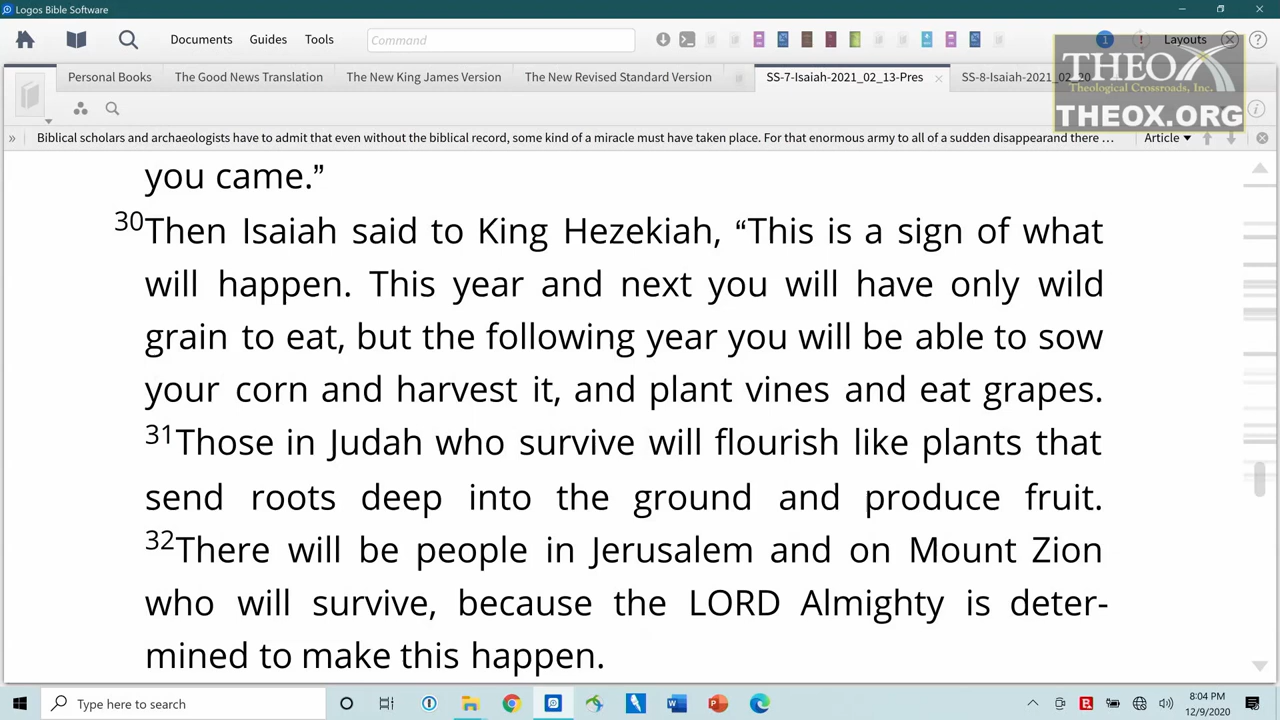 Logos Bible Software
Documents Guides Tools Command Layouts
Personal Books The Good News Translation The New King James Version The New Revised Standard Version SS-7-Isaiah-2021_02_13-Pres SS-8-Isaiah-2021_02_20
THEOX
Theological Crossroads, Inc.
THEOX.ORG
» Biblical scholars and archaeologists have to admit that even without the biblical record, some kind of a miracle must have taken place. For that enormous army to all of a sudden disappearand there ... Article
you came.”
30Then Isaiah said to King Hezekiah, “This is a sign of what
will happen. This year and next you will have only wild
grain to eat, but the following year you will be able to sow
your corn and harvest it, and plant vines and eat grapes.
31Those in Judah who survive will flourish like plants that
send roots deep into the ground and produce fruit.
32There will be people in Jerusalem and on Mount Zion
who will survive, because the LORD Almighty is deter-
mined to make this happen.
Type here to search
8:04 PM
12/9/2020